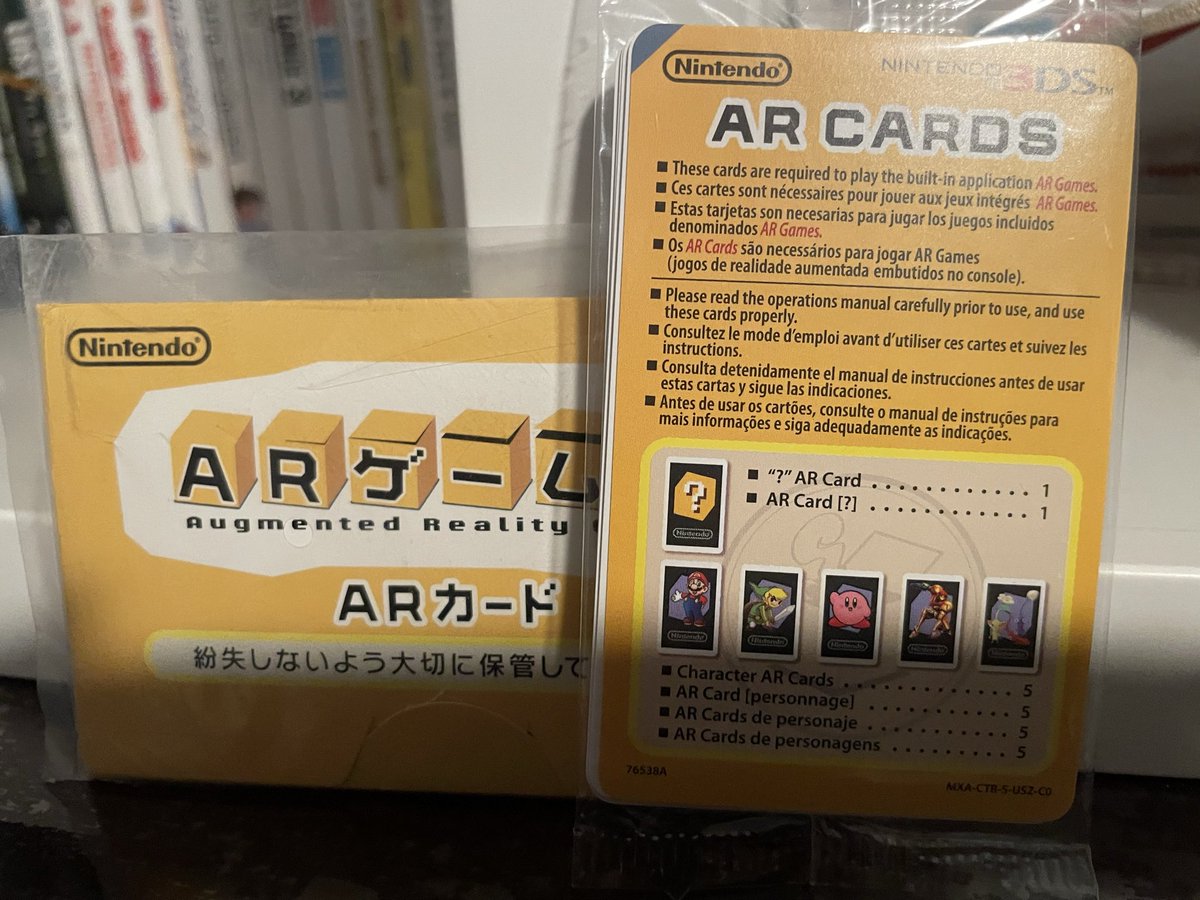 Nintendo®
ARゲーム
Augmented Reality
ARカード
紛失しないよう大切に保管して
Nintendo®
NINTENDO3DS™
AR CARDS
■ These cards are required to play the built-in application AR Games.
■ Ces cartes sont nécessaires pour jouer aux jeux intégrés AR Games.
■ Estas tarjetas son necesarias para jugar los juegos incluidos
denominados AR Games.
■ Os AR Cards são necessários para jogar AR Games
(jogos de realidade aumentada embutidos no console).
■ Please read the operations manual carefully prior to use, and use
these cards properly.
■ Consultez le mode d'emploi avant d'utiliser ces cartes et suivez les
instructions.
■ Consulta detenidamente el manual de instrucciones antes de usar
estas cartas y sigue las indicaciones.
■ Antes de usar os cartões, consulte o manual de instruções para
mais informações e siga adequadamente as indicações.
?
Nintendo
■ "?" AR Card . . . . . . . . . . . . 1
■ AR Card [?] . . . . . . . . . . . . 1
Nintendo
Nintendo
Nintendo
Nintendo
Nintendo
■ Character AR Cards . . . . . . . . . . . . 5
■ AR Card [personnage] . . . . . . . . . . 5
■ AR Cards de personaje . . . . . . . . . . 5
■ AR Cards de personagens . . . . . . . . 5
76538A
MXA-CTR-5-USZ-C0